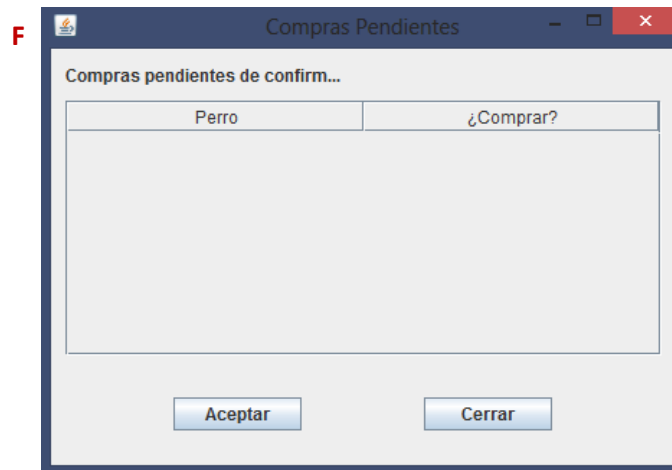 F
Compras Pendientes
Compras pendientes de confirm...
Perro ¿Comprar?
Aceptar Cerrar